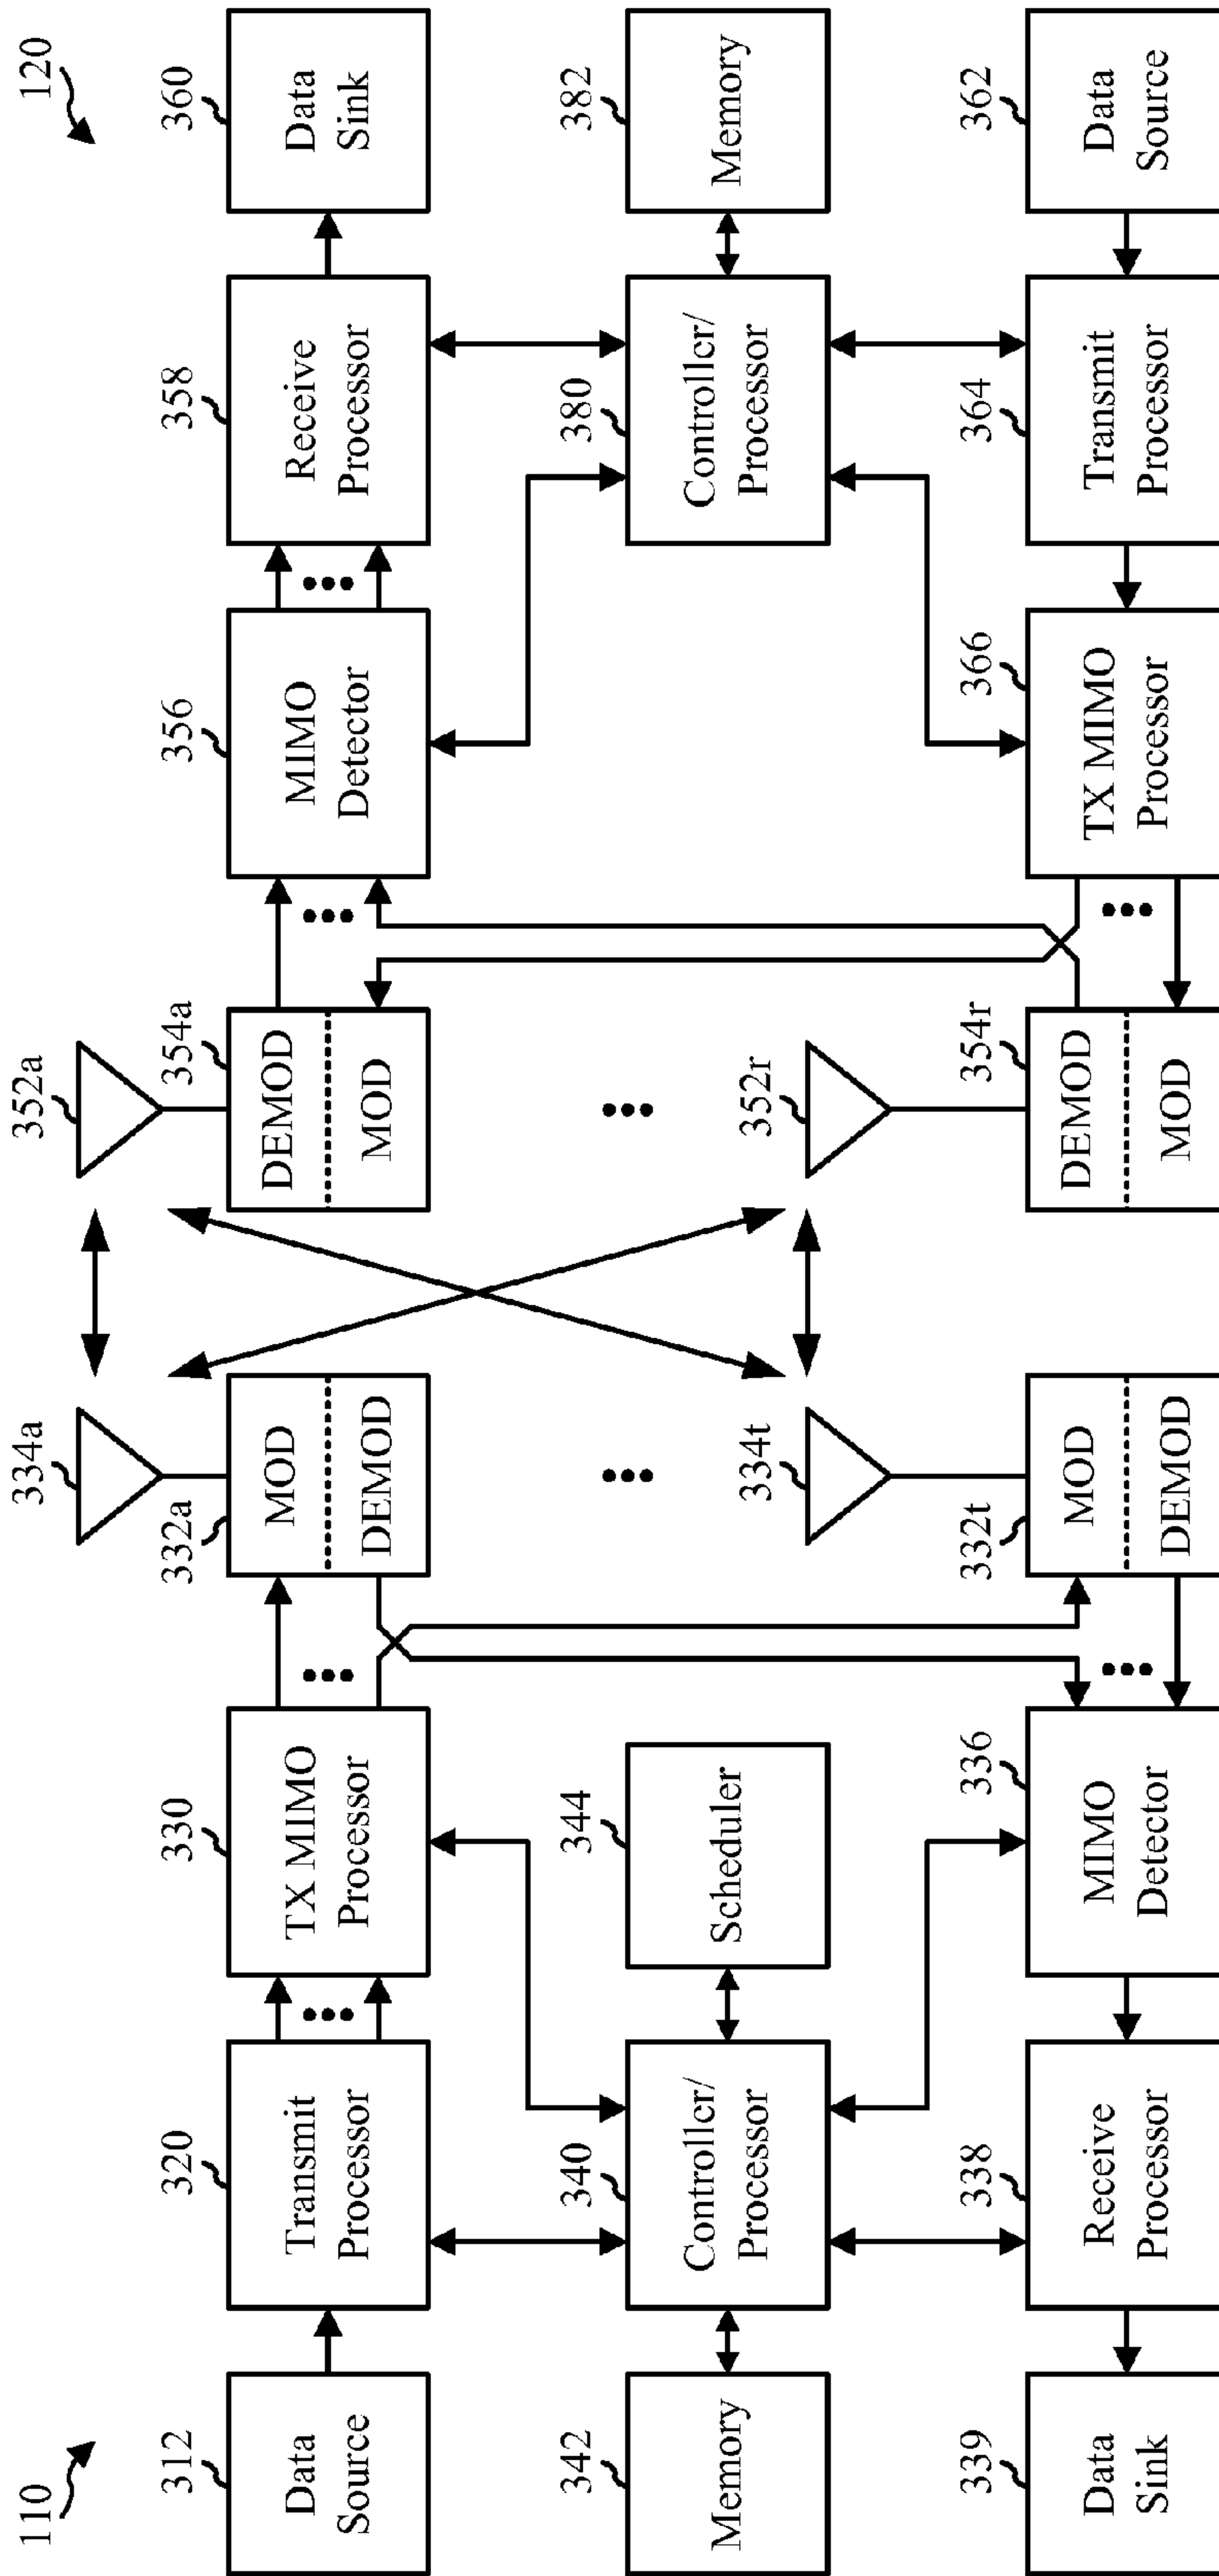 110
120
312
Data
Source
320
Transmit
Processor
330
TX MIMO
Processor
332a
MOD
DEMOD
334a
352a
354a
DEMOD
MOD
356
MIMO
Detector
358
Receive
Processor
360
Data
Sink
342
Memory
340
Controller/
Processor
344
Scheduler
380
Controller/
Processor
382
Memory
339
Data
Sink
338
Receive
Processor
336
MIMO
Detector
332t
MOD
DEMOD
334t
352r
354r
DEMOD
MOD
366
TX MIMO
Processor
364
Transmit
Processor
362
Data
Source